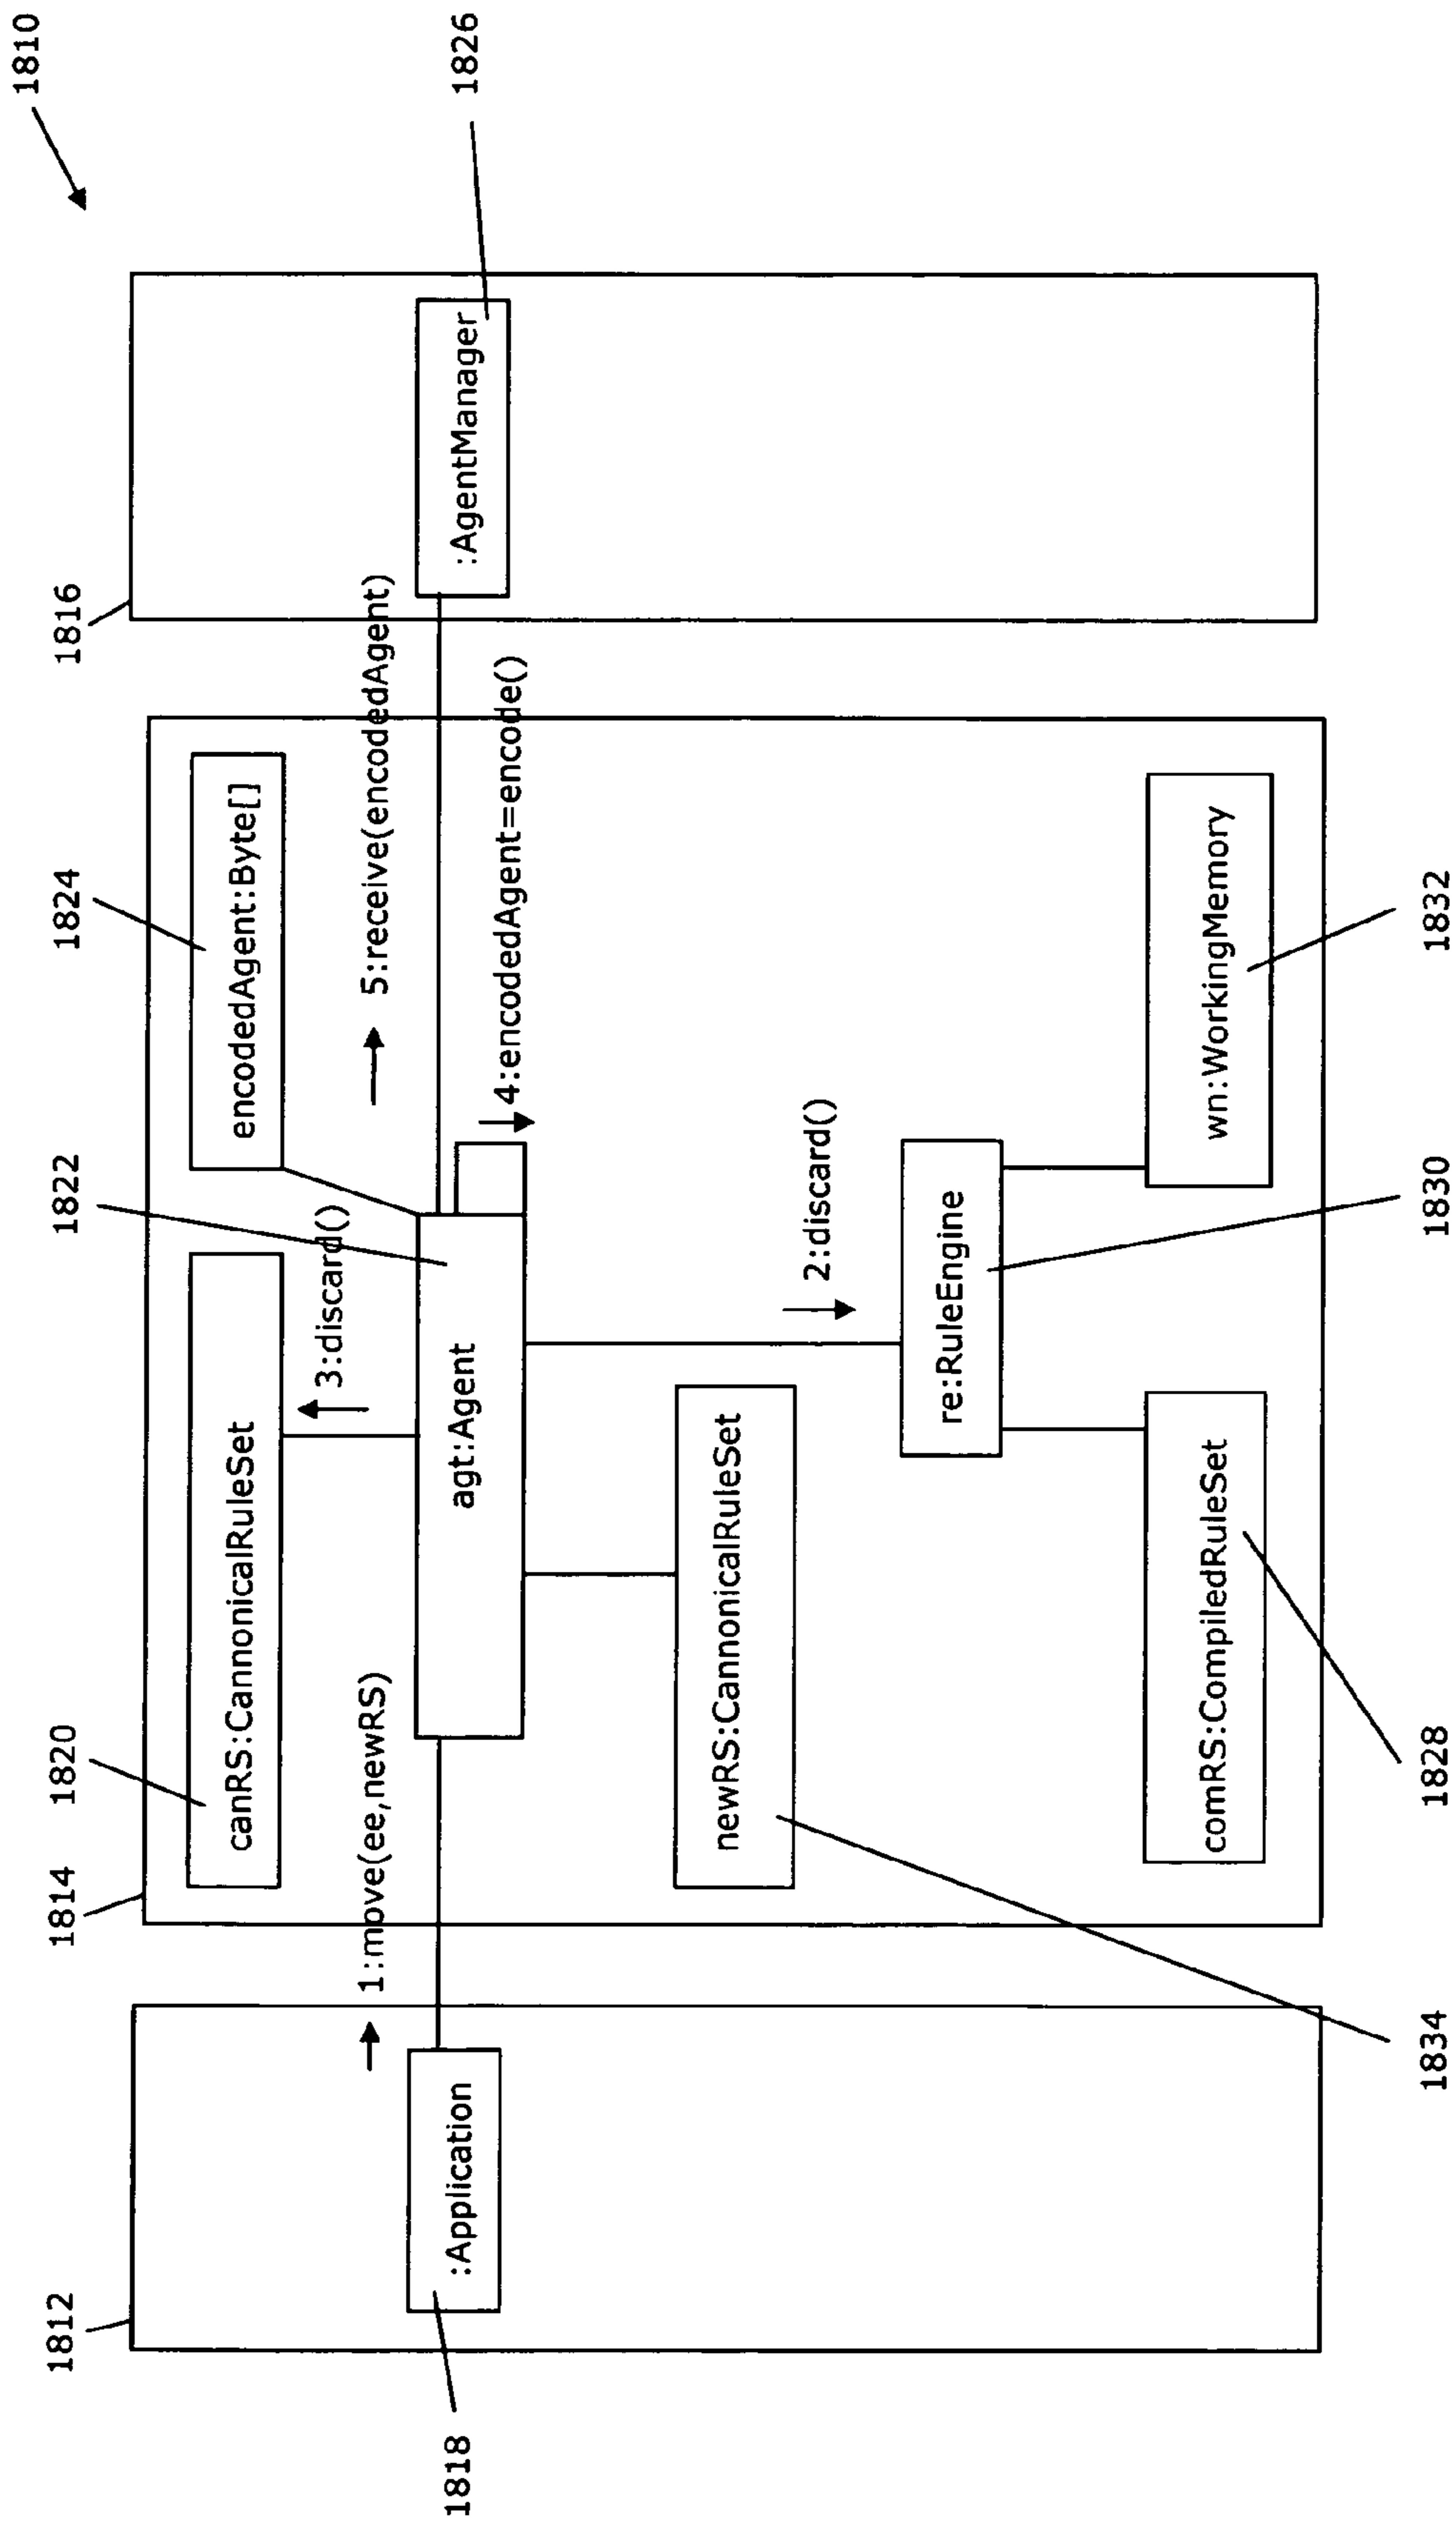 1810
1812
1814
1816
1820
1822
1824
1826
canRS:CannonicalRuleSet
encodedAgent:Byte[]
3:discard()
1:move(ee,newRS)
5:receive(encodedAgent)
:Application
agt:Agent
:AgentManager
4:encodedAgent=encode()
1818
newRS:CannonicalRuleSet
2:discard()
re:RuleEngine
comRS:CompiledRuleSet
wn:WorkingMemory
1834
1828
1830
1832